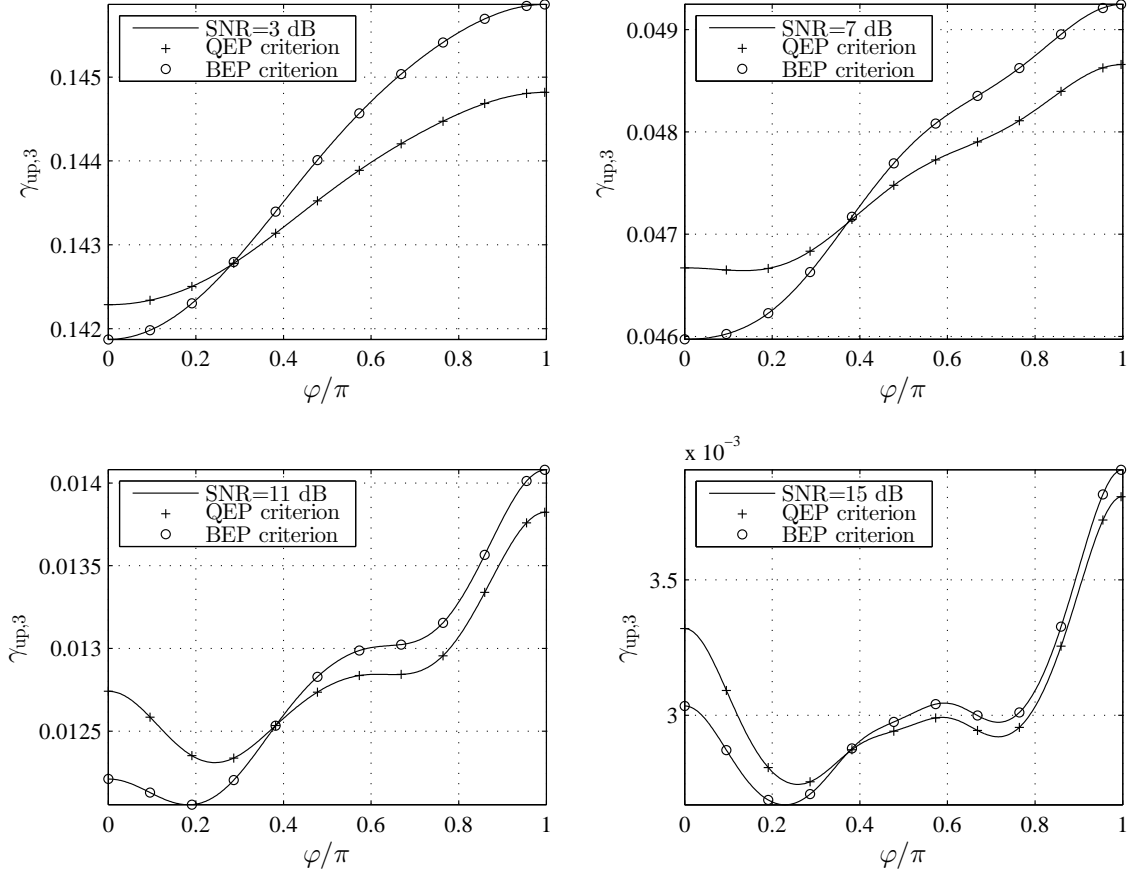 SNR=3 dB
QEP criterion
BEP criterion
0.145
0.144
0.143
0.142
γup,3
0 0.2 0.4 0.6 0.8 1
φ/π
SNR=7 dB
QEP criterion
BEP criterion
0.049
0.048
0.047
0.046
γup,3
0 0.2 0.4 0.6 0.8 1
φ/π
SNR=11 dB
QEP criterion
BEP criterion
0.014
0.0135
0.013
0.0125
γup,3
0 0.2 0.4 0.6 0.8 1
φ/π
x 10⁻³
SNR=15 dB
QEP criterion
BEP criterion
3.5
3
γup,3
0 0.2 0.4 0.6 0.8 1
φ/π